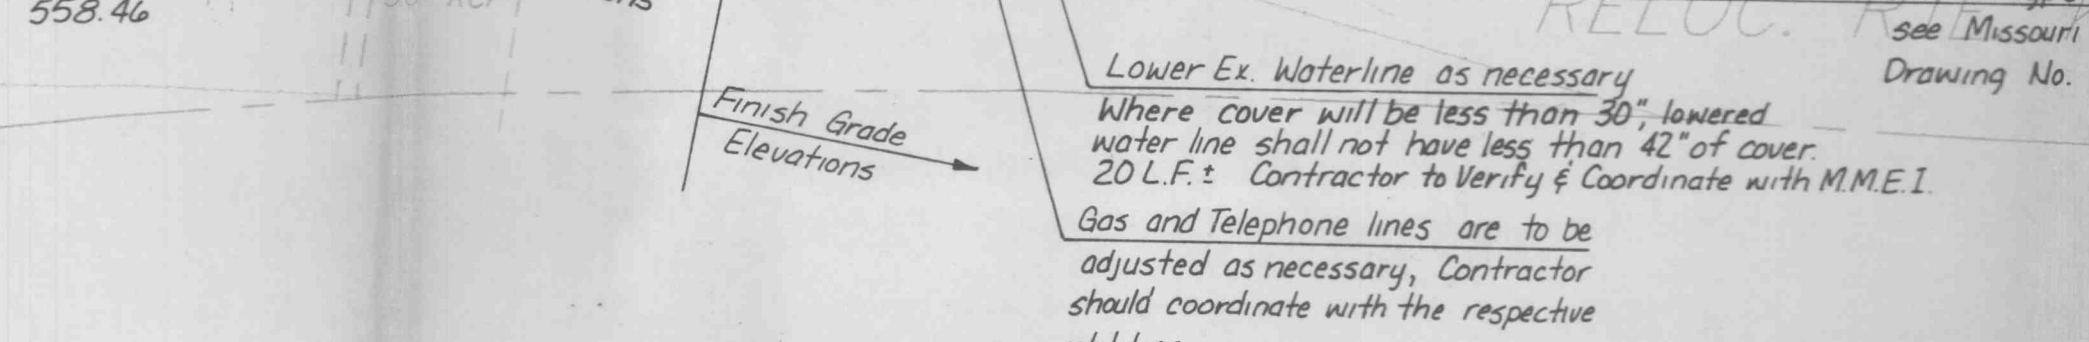 558.46
RELOC.
see Missouri
Drawing No.
Finish Grade
Elevations
Lower Ex. Waterline as necessary
Where cover will be less than 30", lowered
water line shall not have less than 42" of cover.
20 L.F.± Contractor to Verify & Coordinate with M.M.E.I.
Gas and Telephone lines are to be
adjusted as necessary, Contractor
should coordinate with the respective